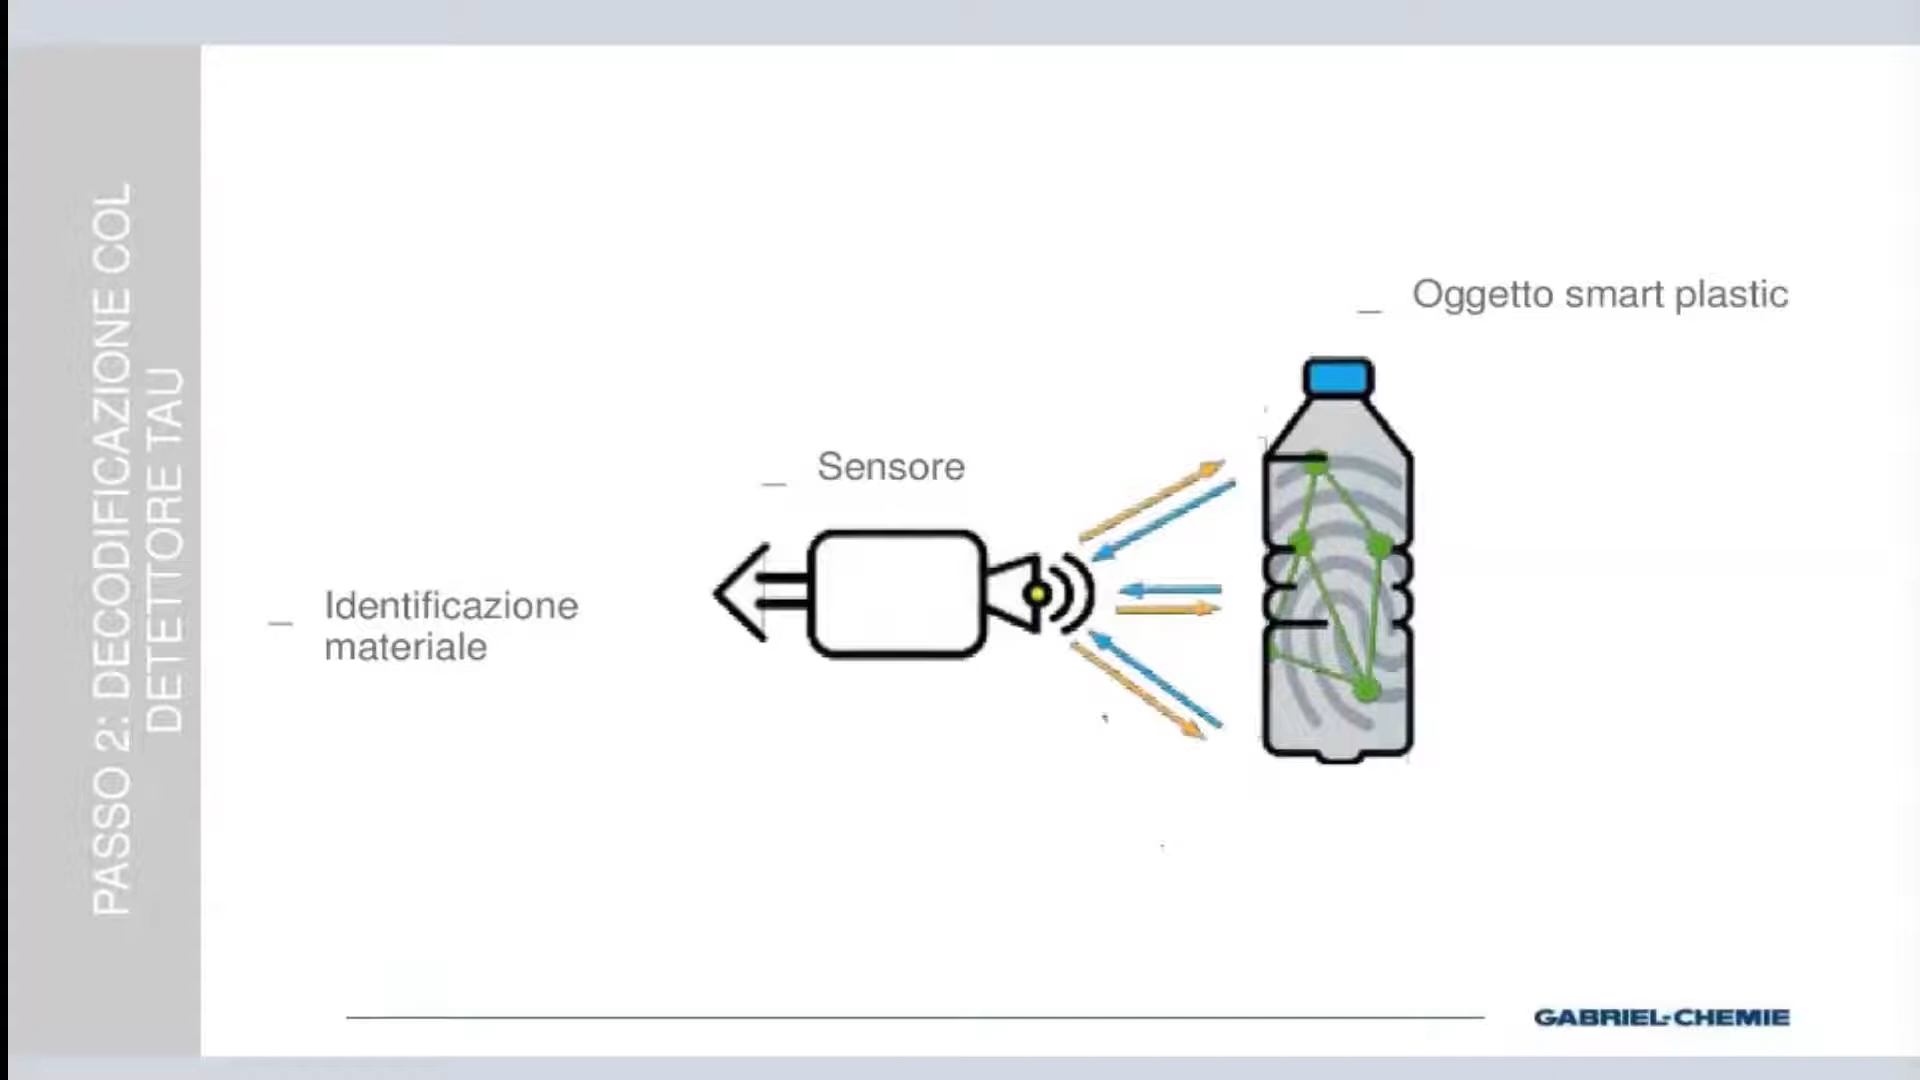 PASSO 2: DECODIFICAZIONE COL
DETETTORE TAU
_ Oggetto smart plastic
_ Sensore
_ Identificazione
materiale
GABRIEL-CHEMIE